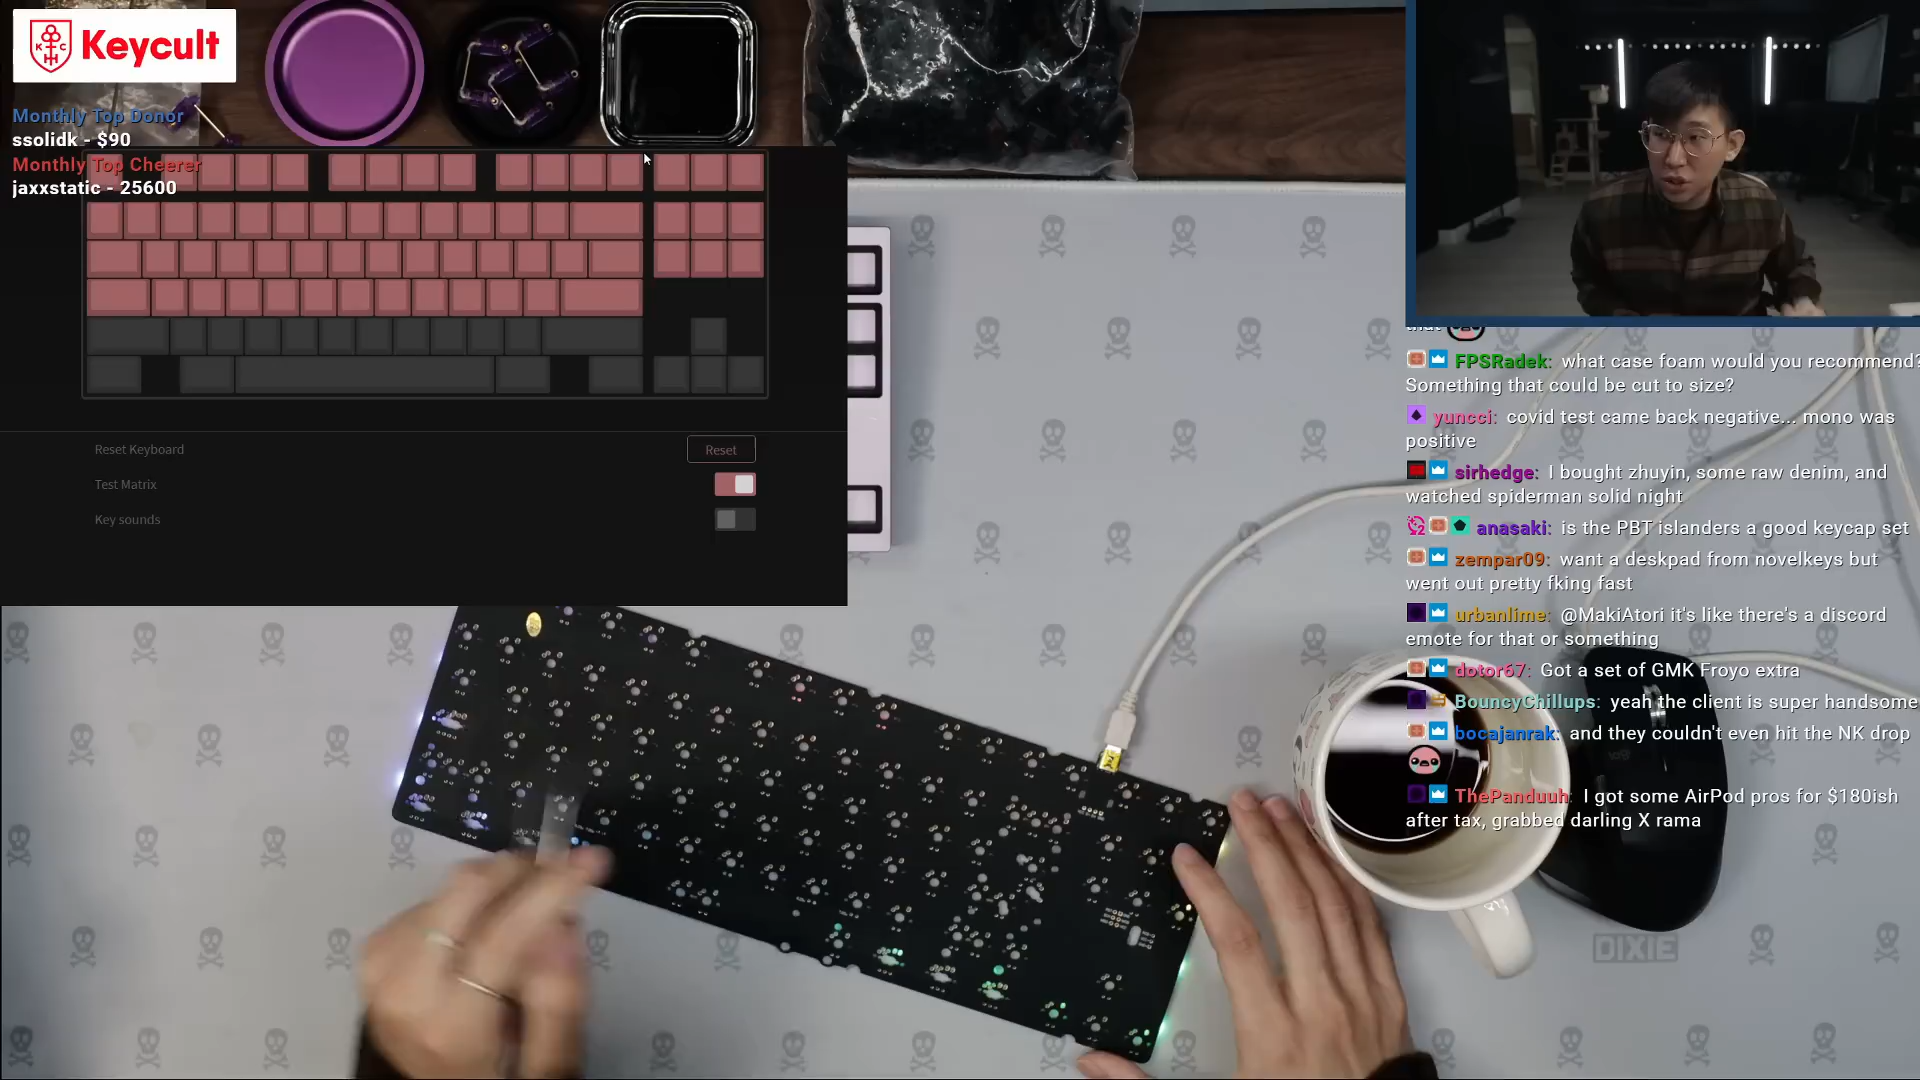 Keycult
KC
Monthly Top Donor
ssolidk - $90
Monthly Top Cheerer
jaxxstatic - 25600
Reset Keyboard
Reset
Test Matrix
Key sounds
that
FPSRadek: what case foam would you recommend?
Something that could be cut to size?
yuncci: covid test came back negative... mono was
positive
sirhedge: I bought zhuyin, some raw denim, and
watched spiderman solid night
anasaki: is the PBT islanders a good keycap set
zempar09: want a deskpad from novelkeys but
went out pretty fking fast
urbanlime: @MakiAtori it's like there's a discord
emote for that or something
dotor67: Got a set of GMK Froyo extra
BouncyChillups: yeah the client is super handsome
bocajanrak: and they couldn't even hit the NK drop
ThePanduuh: I got some AirPod pros for $180ish
after tax, grabbed darling X rama
DIXIE